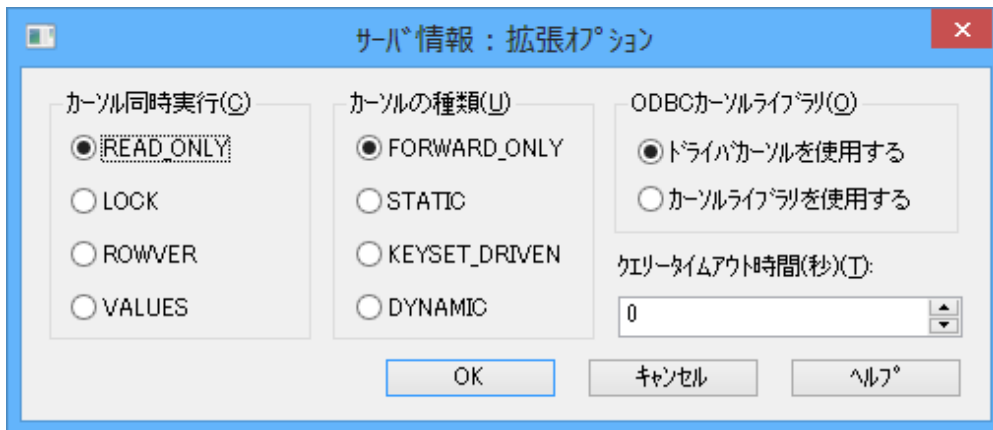 ｻｰﾊﾞ情報 : 拡張ｵﾌﾟｼｮﾝ
ｶｰｿﾙ同時実行(C)
READ_ONLY
LOCK
ROWVER
VALUES
ｶｰｿﾙの種類(U)
FORWARD_ONLY
STATIC
KEYSET_DRIVEN
DYNAMIC
ODBCｶｰｿﾙﾗｲﾌﾞﾗﾘ(O)
ﾄﾞﾗｲﾊﾞｶｰｿﾙを使用する
ｶｰｿﾙﾗｲﾌﾞﾗﾘを使用する
ｸｴﾘｰﾀｲﾑｱｳﾄ時間(秒)(T):
0
OK
ｷｬﾝｾﾙ
ﾍﾙﾌﾟ